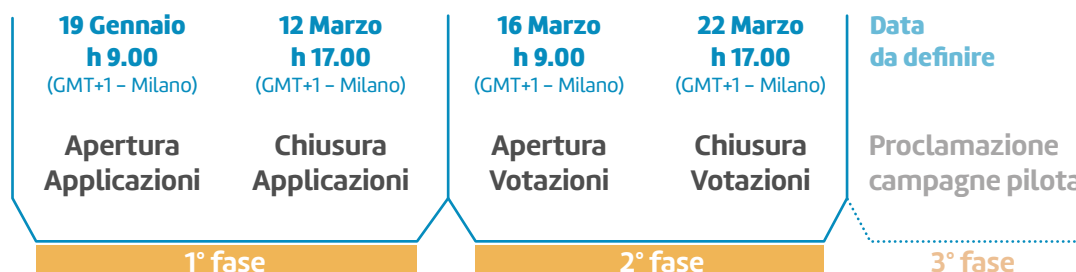 19 Gennaio
h 9.00
(GMT+1 – Milano)
Apertura
Applicazioni
12 Marzo
h 17.00
(GMT+1 – Milano)
Chiusura
Applicazioni
1° fase
16 Marzo
h 9.00
(GMT+1 – Milano)
Apertura
Votazioni
22 Marzo
h 17.00
(GMT+1 – Milano)
Chiusura
Votazioni
2° fase
Data
da definire
Proclamazione
campagne pilota
3° fase